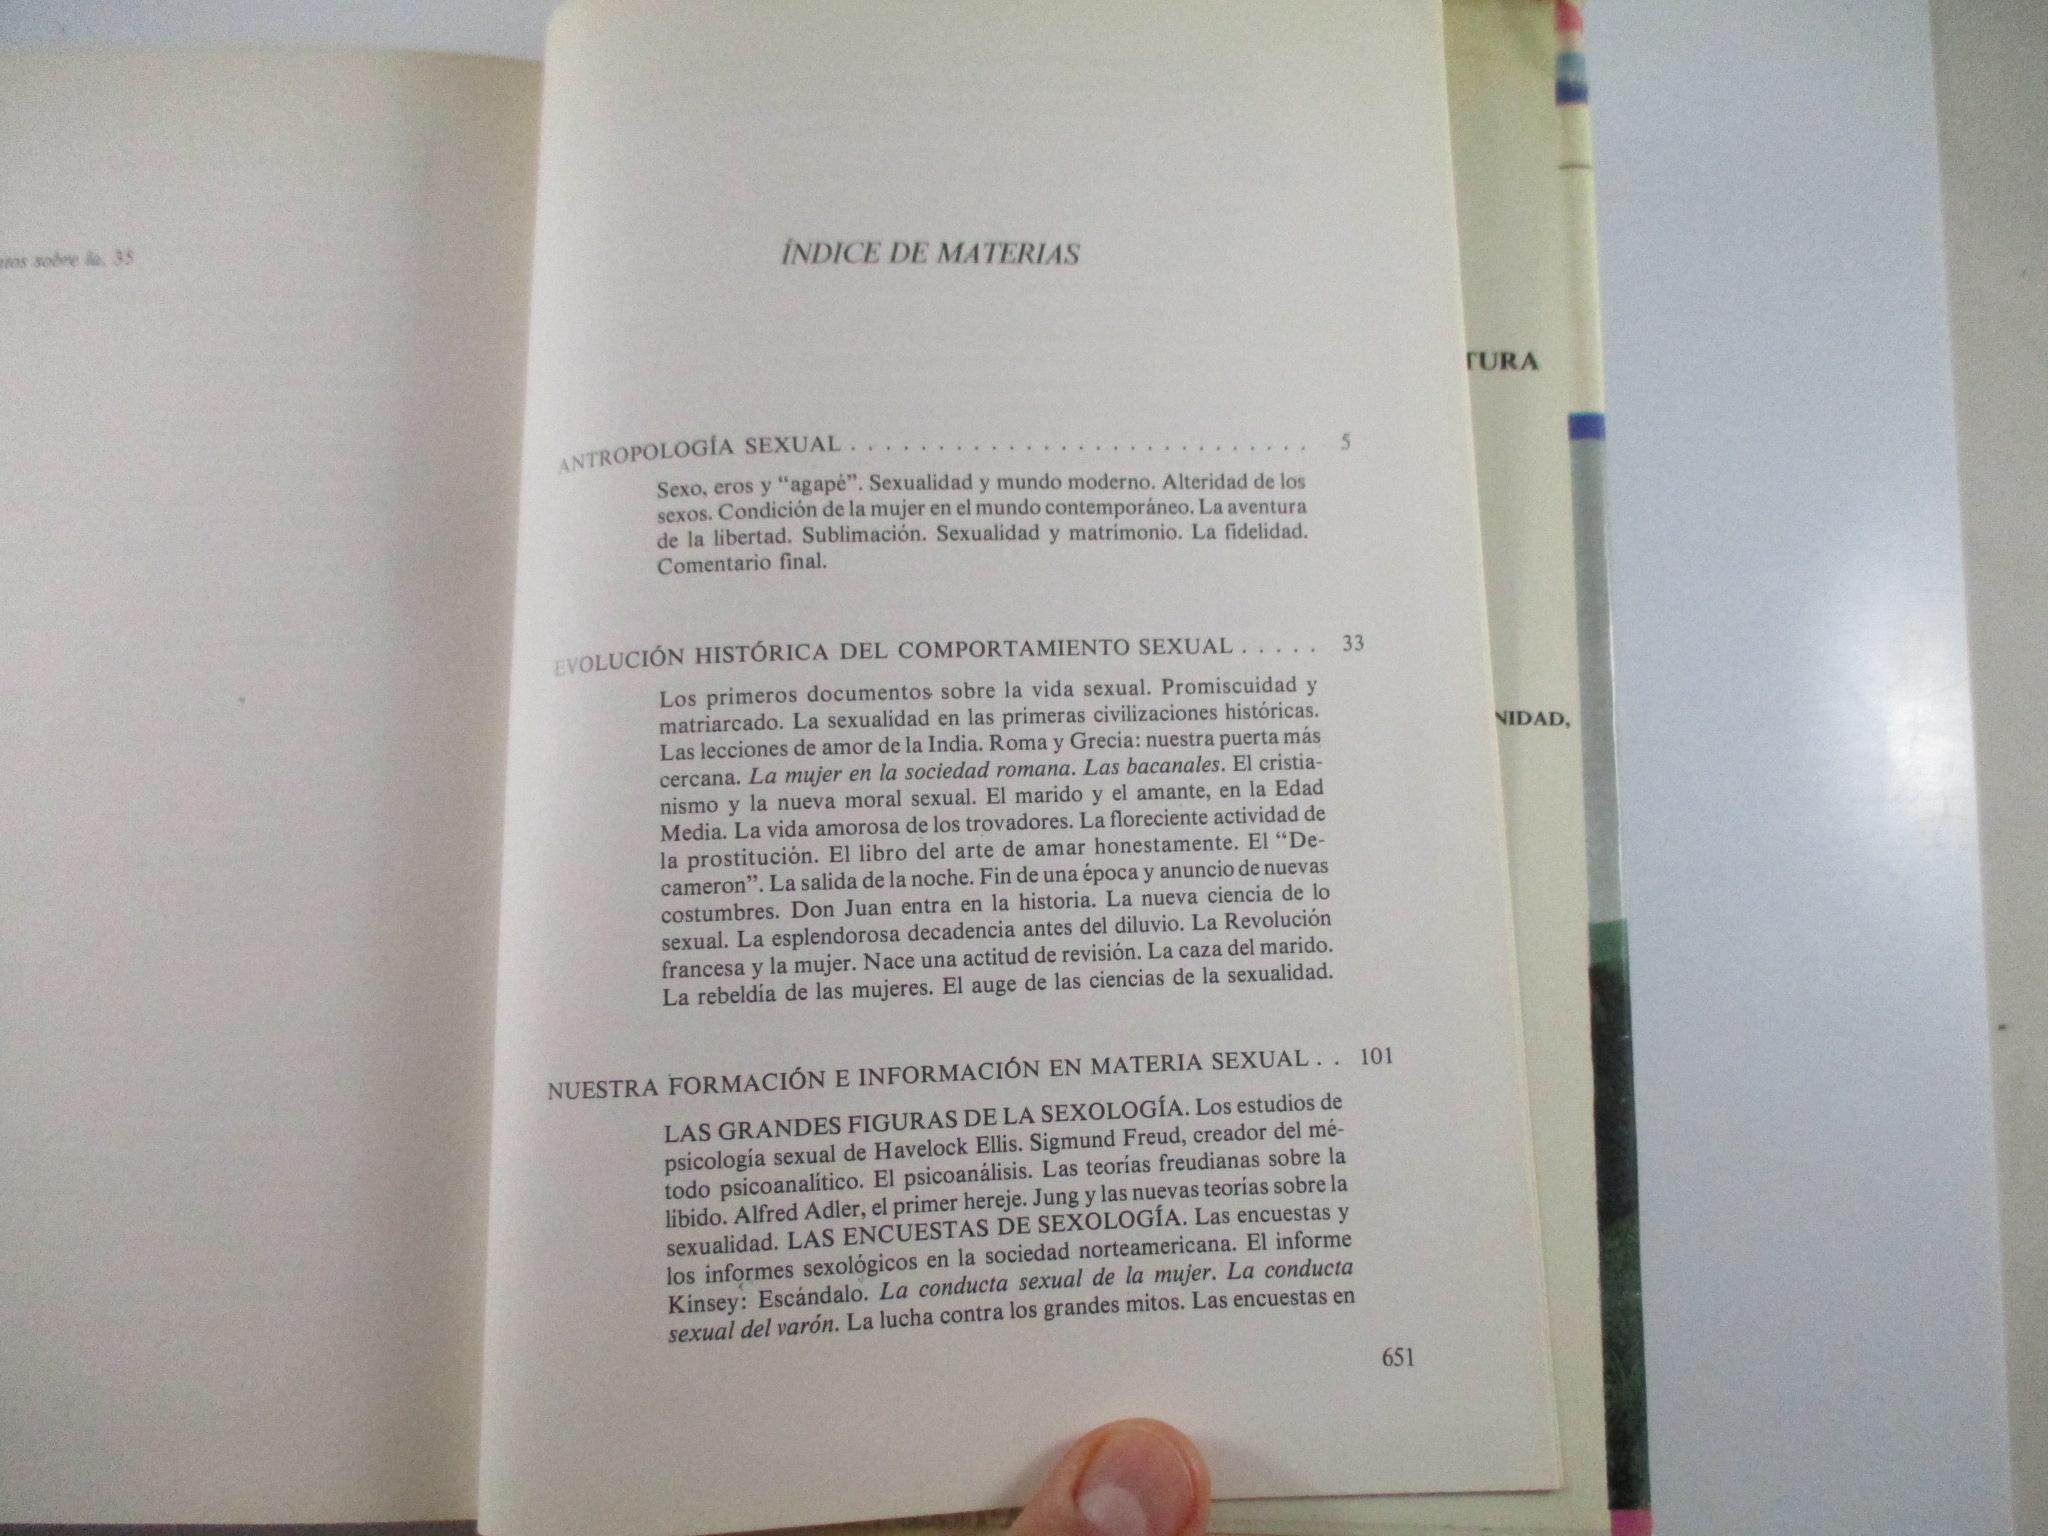 sobre la, 35
ÍNDICE DE MATERIAS
ANTROPOLOGÍA SEXUAL . . . . . . . . . . . . . . . . . . . . . . . . . . . 5
Sexo, eros y “agapé”. Sexualidad y mundo moderno. Alteridad de los
sexos. Condición de la mujer en el mundo contemporáneo. La aventura
de la libertad. Sublimación. Sexualidad y matrimonio. La fidelidad.
Comentario final.
EVOLUCIÓN HISTÓRICA DEL COMPORTAMIENTO SEXUAL . . . . . 33
Los primeros documentos sobre la vida sexual. Promiscuidad y
matriarcado. La sexualidad en las primeras civilizaciones históricas.
Las lecciones de amor de la India. Roma y Grecia: nuestra puerta más
cercana. La mujer en la sociedad romana. Las bacanales. El cristia-
nismo y la nueva moral sexual. El marido y el amante, en la Edad
Media. La vida amorosa de los trovadores. La floreciente actividad de
la prostitución. El libro del arte de amar honestamente. El “De-
cameron”. La salida de la noche. Fin de una época y anuncio de nuevas
costumbres. Don Juan entra en la historia. La nueva ciencia de lo
sexual. La esplendorosa decadencia antes del diluvio. La Revolución
francesa y la mujer. Nace una actitud de revisión. La caza del marido.
La rebeldía de las mujeres. El auge de las ciencias de la sexualidad.
NUESTRA FORMACIÓN E INFORMACIÓN EN MATERIA SEXUAL . . 101
LAS GRANDES FIGURAS DE LA SEXOLOGÍA. Los estudios de
psicología sexual de Havelock Ellis. Sigmund Freud, creador del mé-
todo psicoanalítico. El psicoanálisis. Las teorías freudianas sobre la
libido. Alfred Adler, el primer hereje. Jung y las nuevas teorías sobre la
sexualidad. LAS ENCUESTAS DE SEXOLOGÍA. Las encuestas y
los informes sexológicos en la sociedad norteamericana. El informe
Kinsey: Escándalo. La conducta sexual de la mujer. La conducta
sexual del varón. La lucha contra los grandes mitos. Las encuestas en
651
TURA
NIDAD,